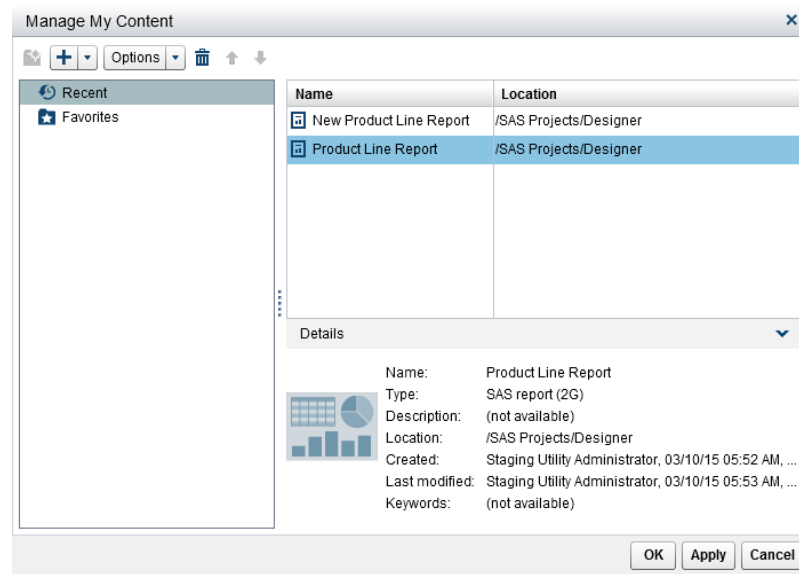 Manage My Content
Options
Recent
Favorites
Name Location
New Product Line Report /SAS Projects/Designer
Product Line Report /SAS Projects/Designer
Details
Name: Product Line Report
Type: SAS report (2G)
Description: (not available)
Location: /SAS Projects/Designer
Created: Staging Utility Administrator, 03/10/15 05:52 AM, ...
Last modified: Staging Utility Administrator, 03/10/15 05:53 AM, ...
Keywords: (not available)
OK Apply Cancel